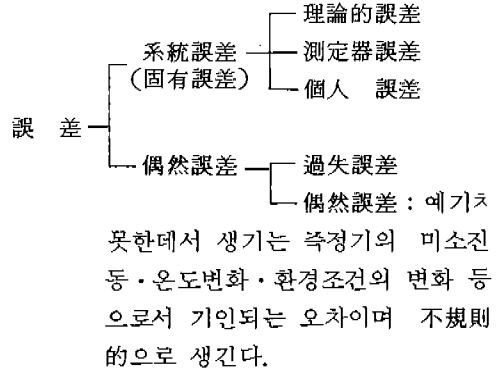 理論的誤差
系統誤差 測定器誤差
(固有誤差) 個人 誤差
誤 差
偶然誤差 過失誤差
偶然誤差 : 예기치
못한데서 생기는 측정기의 미소진
동·온도변화·환경조건의 변화 등
으로서 기인되는 오차이며 不規則
的으로 생긴다.